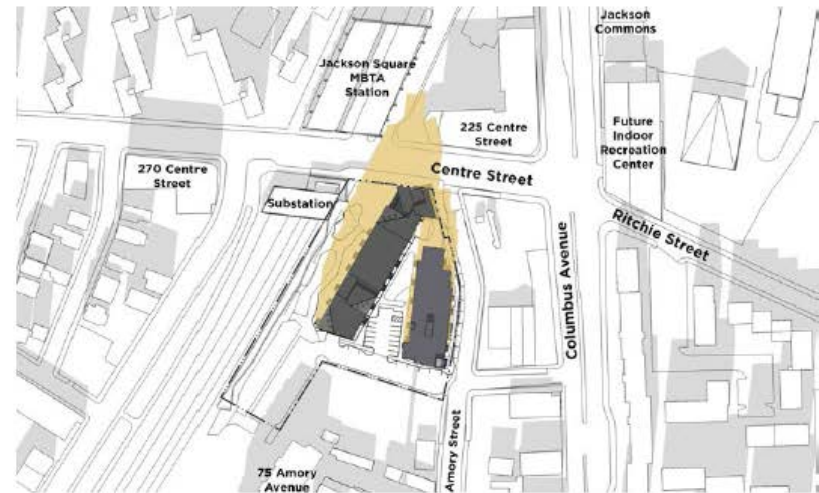 Jackson
Commons
Jackson Square
MBTA
Station
225 Centre
Street
Future
Indoor
Recreation
Center
270 Centre
Street
Centre Street
Substation
Ritchie Street
Columbus Avenue
Amory Street
75 Amory
Avenue